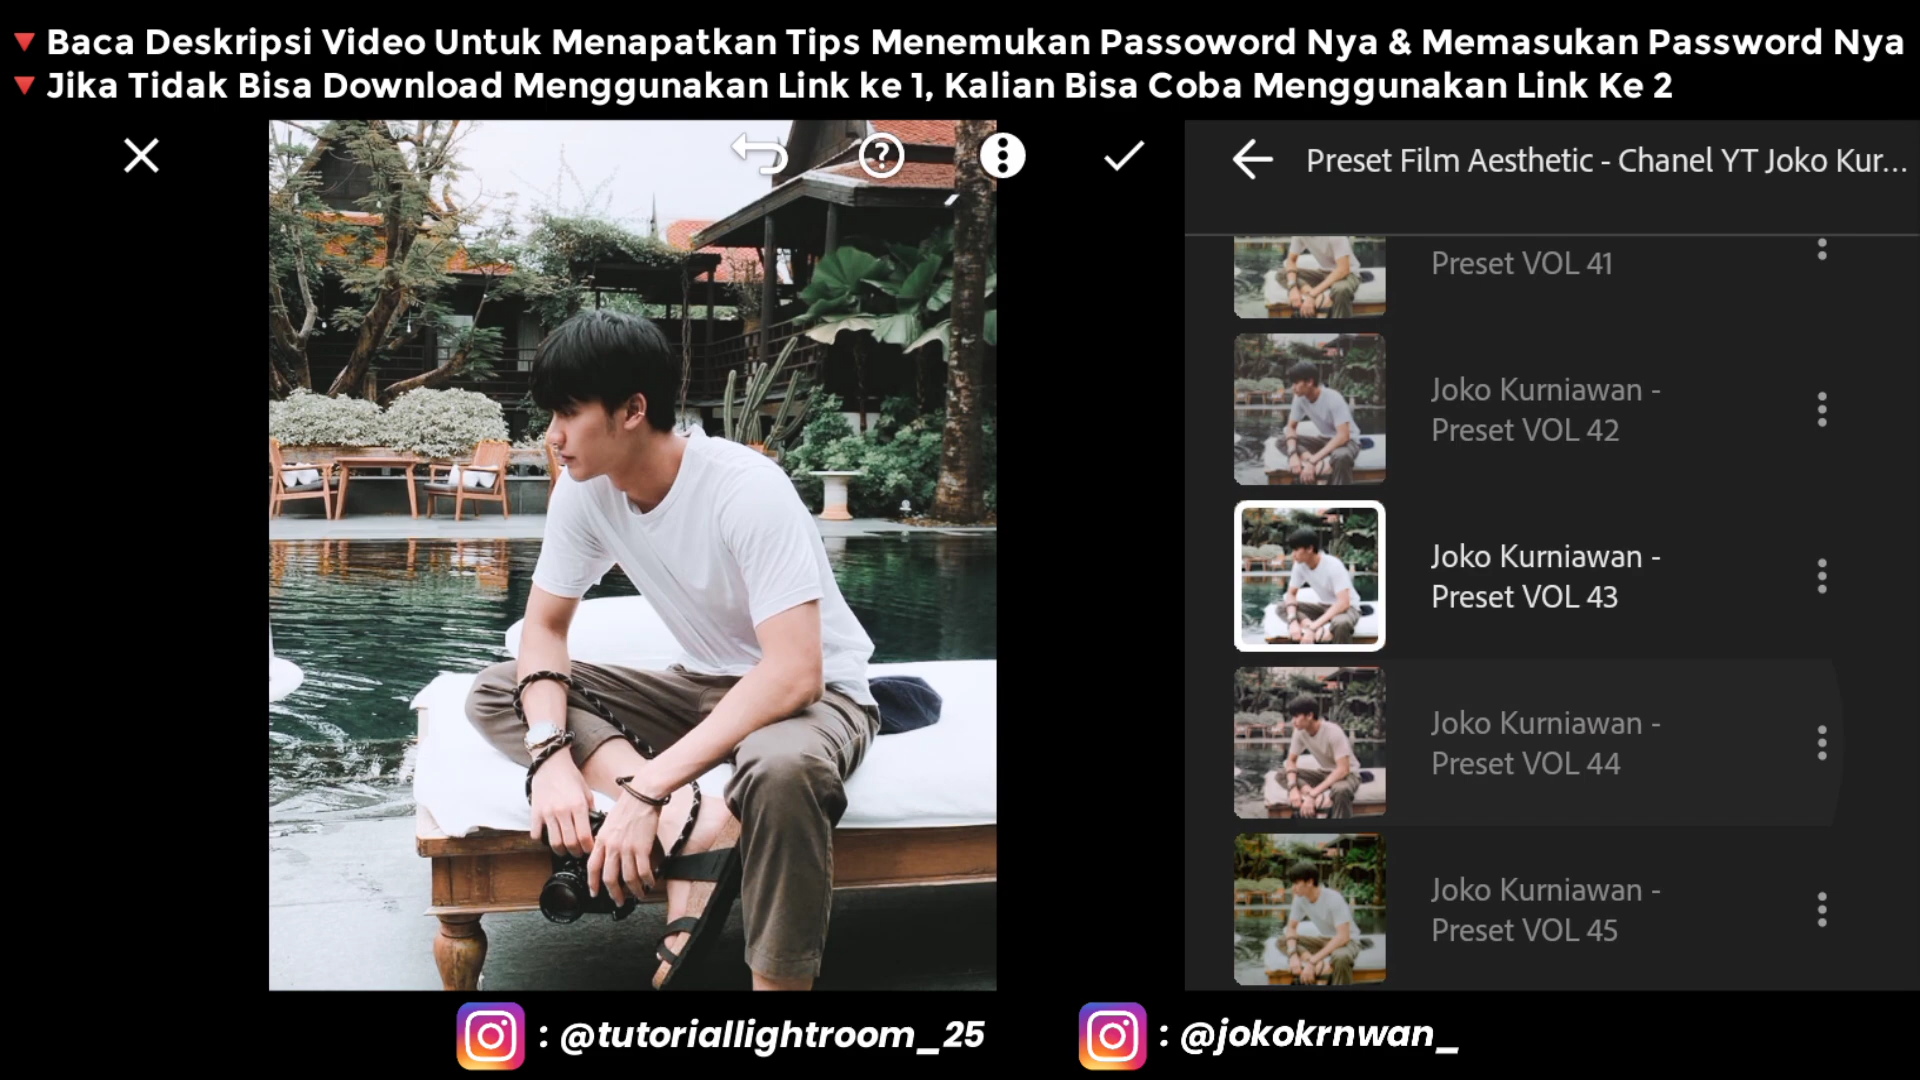 Baca Deskripsi Video Untuk Menapatkan Tips Menemukan Passoword Nya & Memasukan Password Nya
Jika Tidak Bisa Download Menggunakan Link ke 1, Kalian Bisa Coba Menggunakan Link Ke 2
Preset Film Aesthetic - Chanel YT Joko Kur...
Preset VOL 41
Joko Kurniawan -
Preset VOL 42
Joko Kurniawan -
Preset VOL 43
Joko Kurniawan -
Preset VOL 44
Joko Kurniawan -
Preset VOL 45
: @tutoriallightroom_25
: @jokokrnwan_